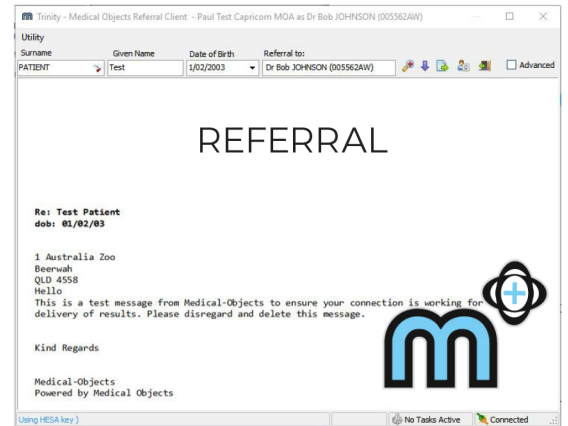 Trinity - Medical Objects Referral Client - Paul Test Capricorn MOA as Dr Bob JOHNSON (005562AW)
Utility
Surname Given Name Date of Birth Referral to:
PATIENT Test 1/02/2003 Dr Bob JOHNSON (005562AW) Advanced
REFERRAL
Re: Test Patient
dob: 01/02/03
1 Australia Zoo
Beerwah
QLD 4558
Hello
This is a test message from Medical-Objects to ensure your connection is working for
delivery of results. Please disregard and delete this message.
Kind Regards
Medical-Objects
Powered by Medical Objects
m
Using HESA key ) No Tasks Active Connected